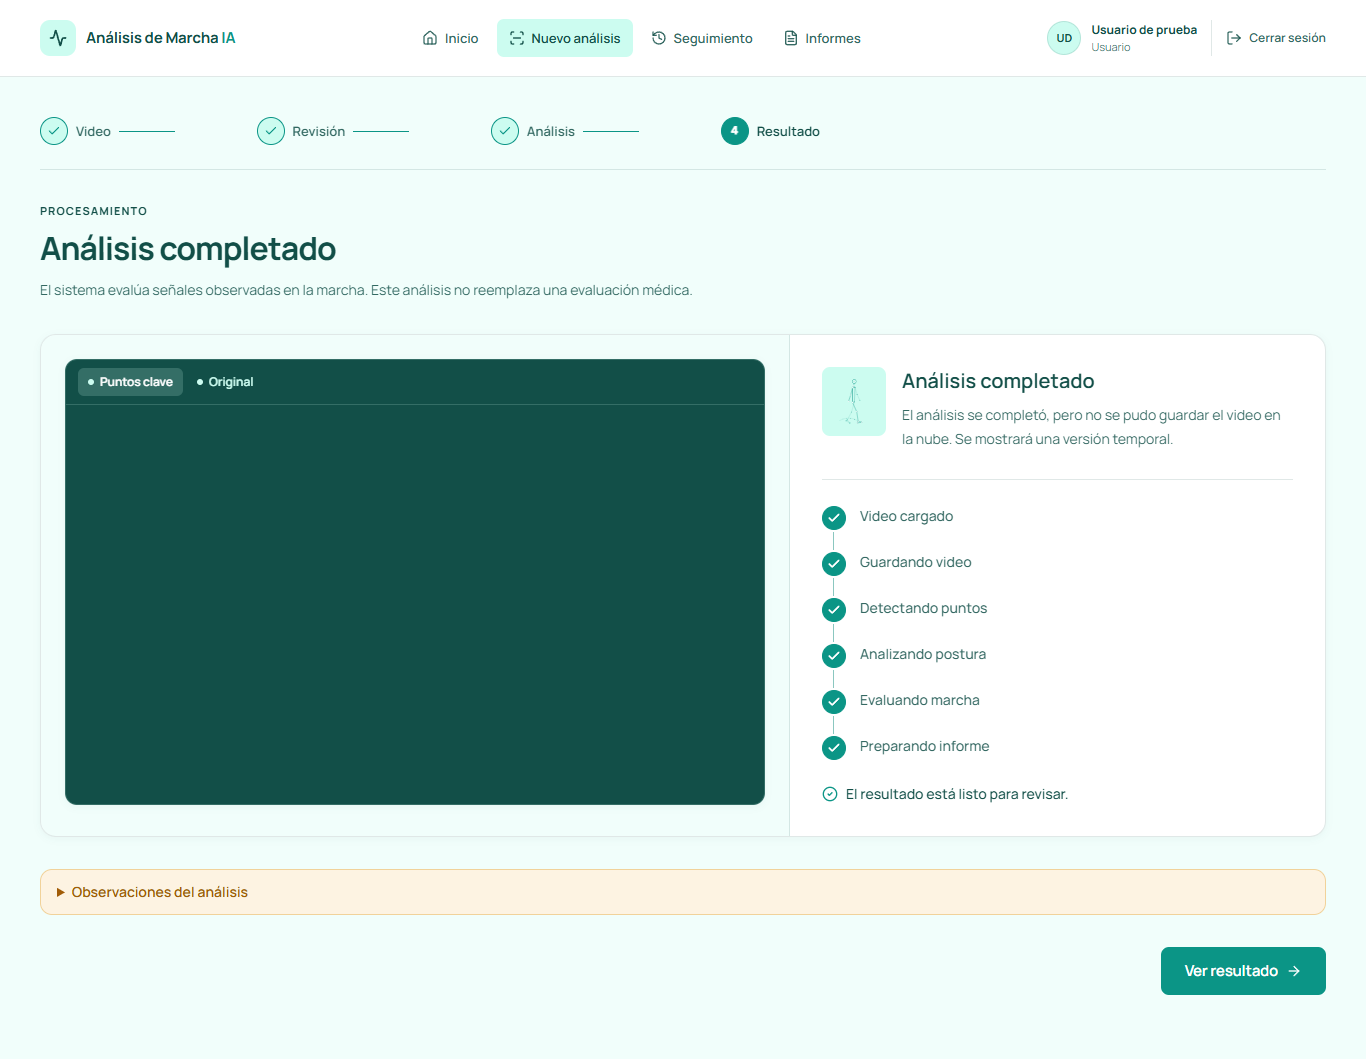 Análisis de Marcha IA
Inicio
Nuevo análisis
Seguimiento
Informes
UD
Usuario de prueba
Usuario
Cerrar sesión
Video
Revisión
Análisis
4
Resultado
PROCESAMIENTO
Análisis completado
El sistema evalúa señales observadas en la marcha. Este análisis no reemplaza una evaluación médica.
Puntos clave
Original
Análisis completado
El análisis se completó, pero no se pudo guardar el video en
la nube. Se mostrará una versión temporal.
Video cargado
Guardando video
Detectando puntos
Analizando postura
Evaluando marcha
Preparando informe
El resultado está listo para revisar.
Observaciones del análisis
Ver resultado